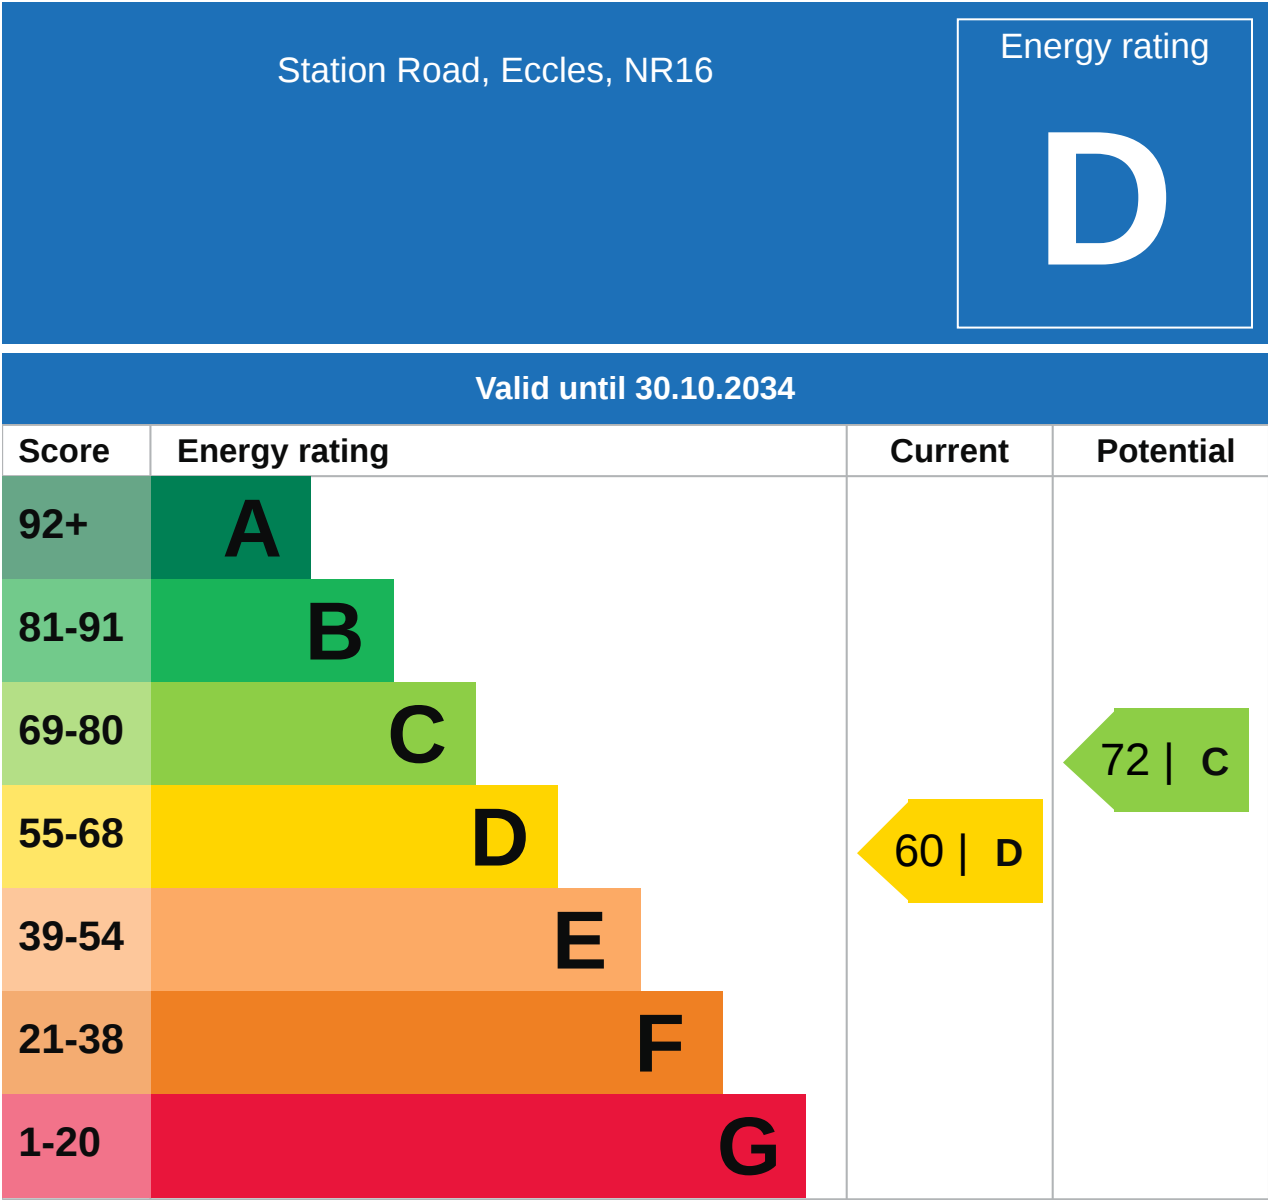 Station Road, Eccles, NR16
Energy rating
D
Valid until 30.10.2034
Score Energy rating Current Potential
92+ A
81-91 B
69-80 C
72 | C
55-68 D
60 | D
39-54 E
21-38 F
1-20 G